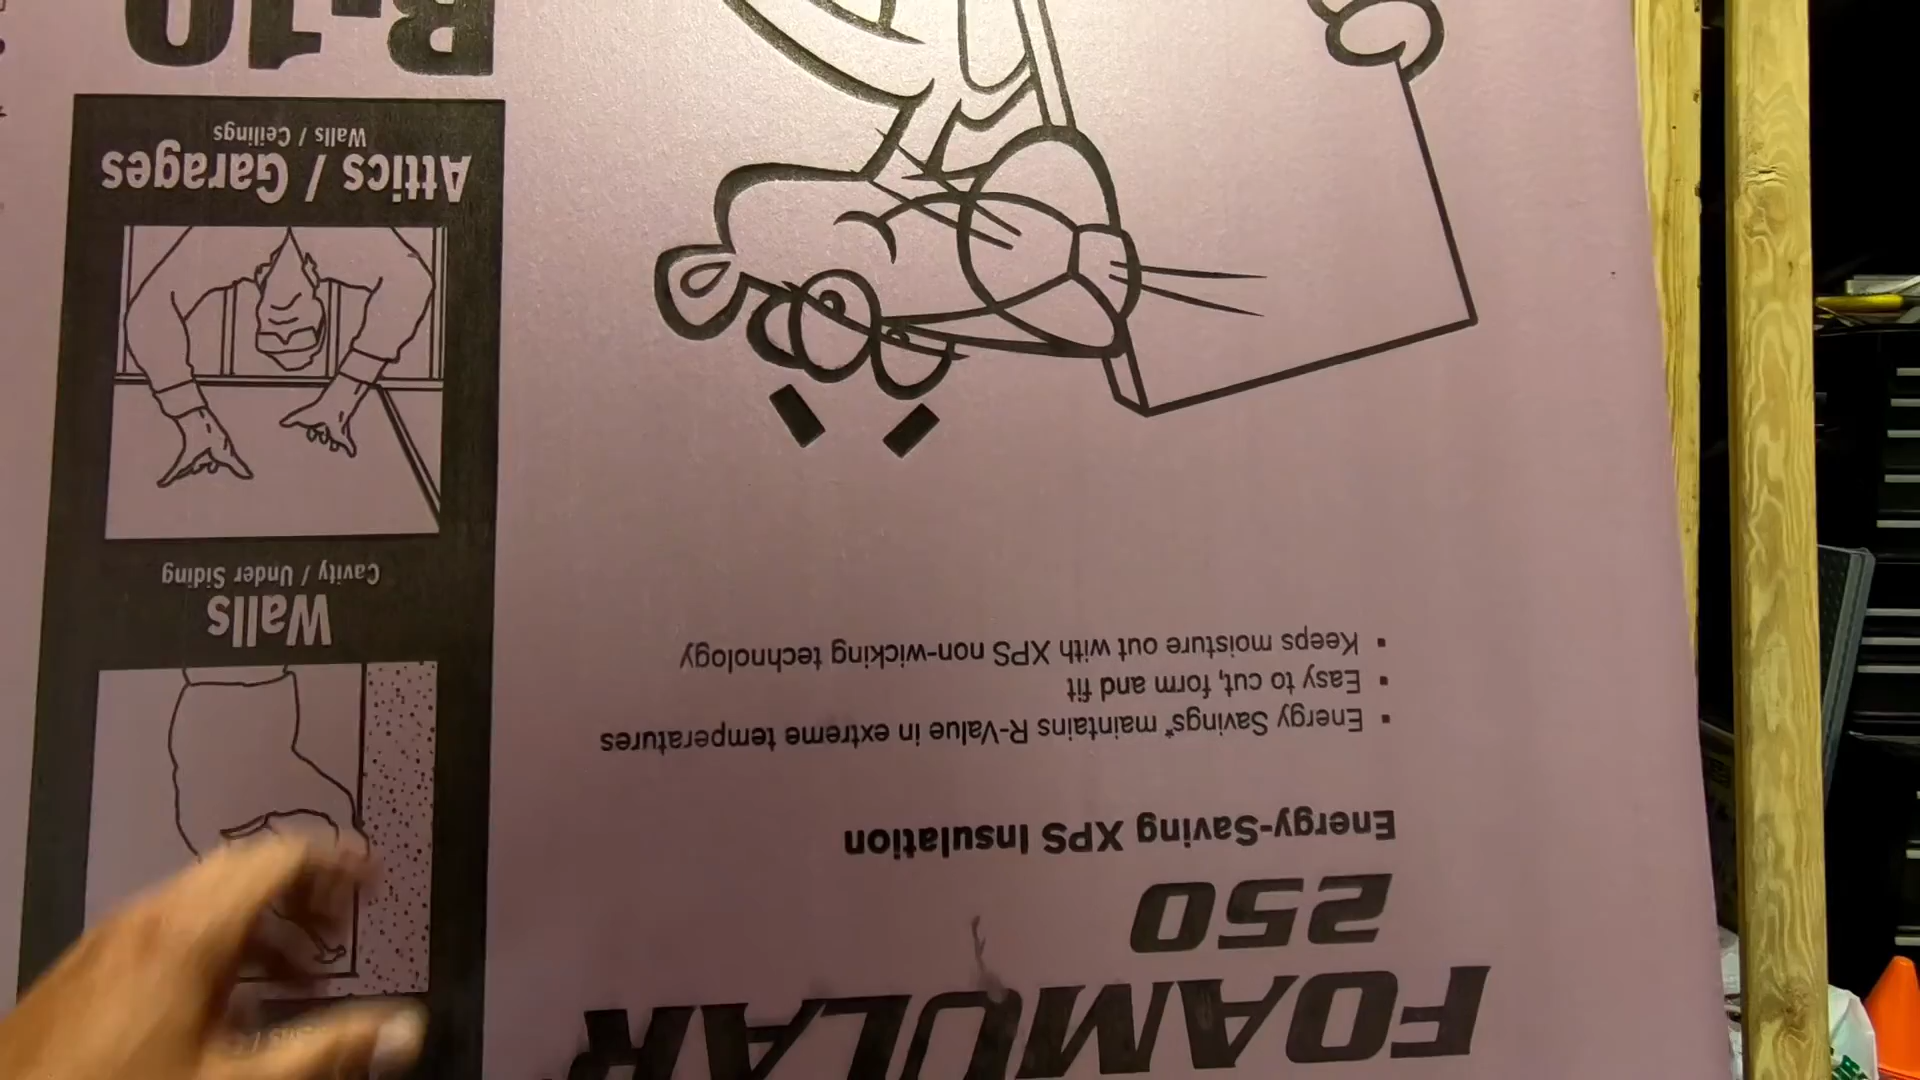 FOAMULAR
250
Energy-Saving XPS Insulation
▪ Energy Savings* maintains R-Value in extreme temperatures
▪ Easy to cut, form and fit
▪ Keeps moisture out with XPS non-wicking technology
Walls
Cavity / Under Siding
Attics / Garages
Walls / Ceilings
R-10